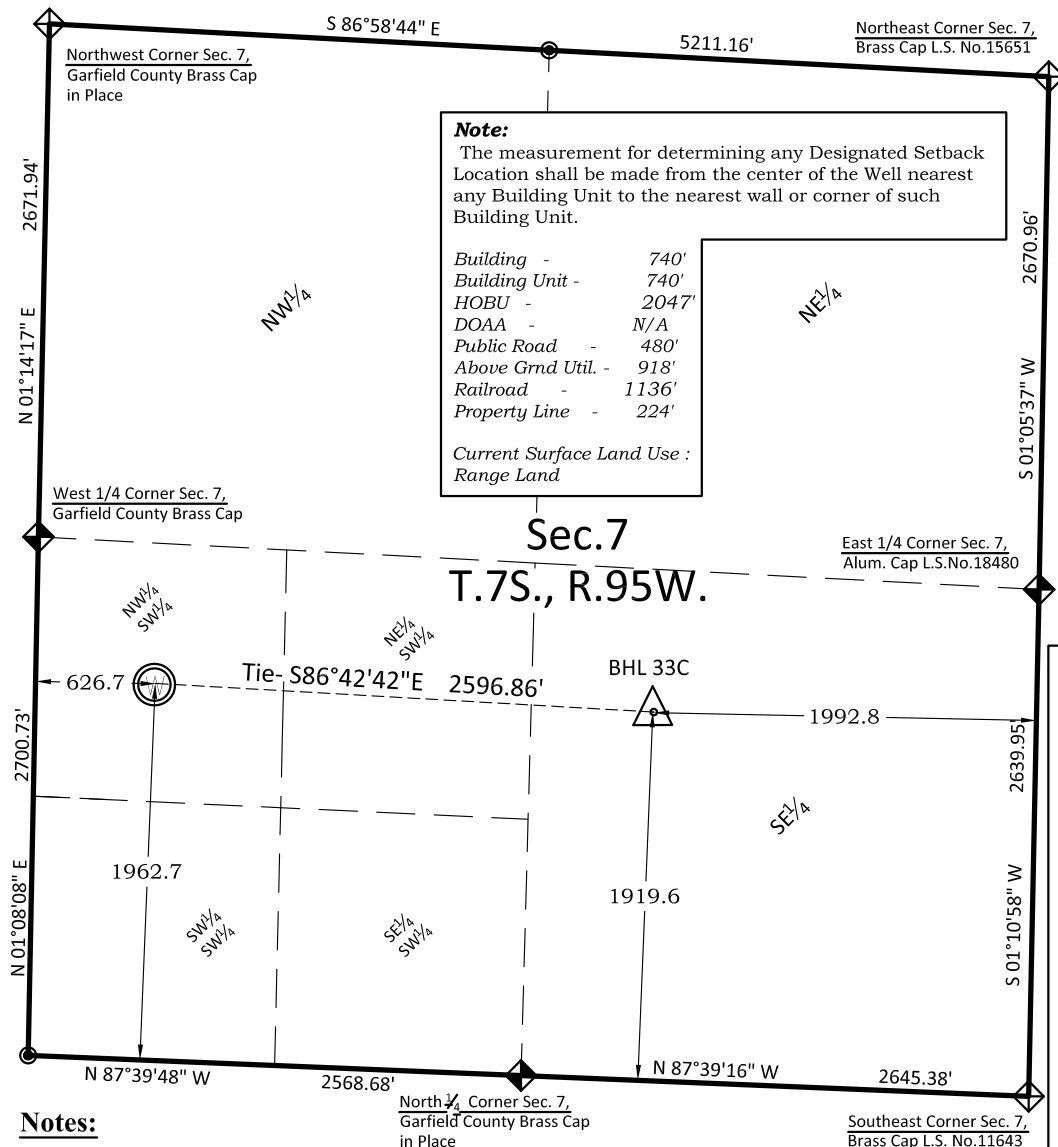 S 86°58'44" E
5211.16'
Northeast Corner Sec. 7,
Brass Cap L.S. No.15651
Northwest Corner Sec. 7,
Garfield County Brass Cap
in Place
Note:
The measurement for determining any Designated Setback
Location shall be made from the center of the Well nearest
any Building Unit to the nearest wall or corner of such
Building Unit.
Building - 740'
Building Unit - 740'
HOBU - 2047'
DOAA - N/A
Public Road - 480'
Above Grnd Util. - 918'
Railroad - 1136'
Property Line - 224'
Current Surface Land Use :
Range Land
2671.94'
N 01°14'17" E
NW¼
NE¼
2670.96'
S 01°05'37" W
West 1/4 Corner Sec. 7,
Garfield County Brass Cap
Sec.7
T.7S., R.95W.
East 1/4 Corner Sec. 7,
Alum. Cap L.S.No.18480
NW¼
SW¼
NE¼
SW¼
626.7
Tie- S86°42'42"E 2596.86'
BHL 33C
1992.8
2700.73'
N 01°08'08" E
2639.95'
S 01°10'58" W
SE¼
1962.7
1919.6
SW¼
SW¼
SE¼
SW¼
N 87°39'48" W
2568.68'
N 87°39'16" W
2645.38'
North ¼ Corner Sec. 7,
Garfield County Brass Cap
in Place
Southeast Corner Sec. 7,
Brass Cap L.S. No.11643
Notes: